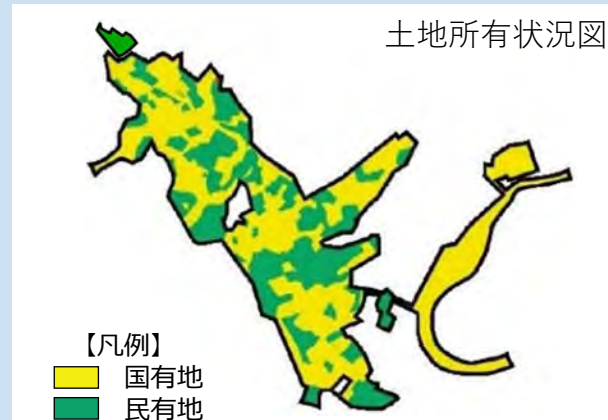 土地所有状況図
【凡例】
国有地
民有地